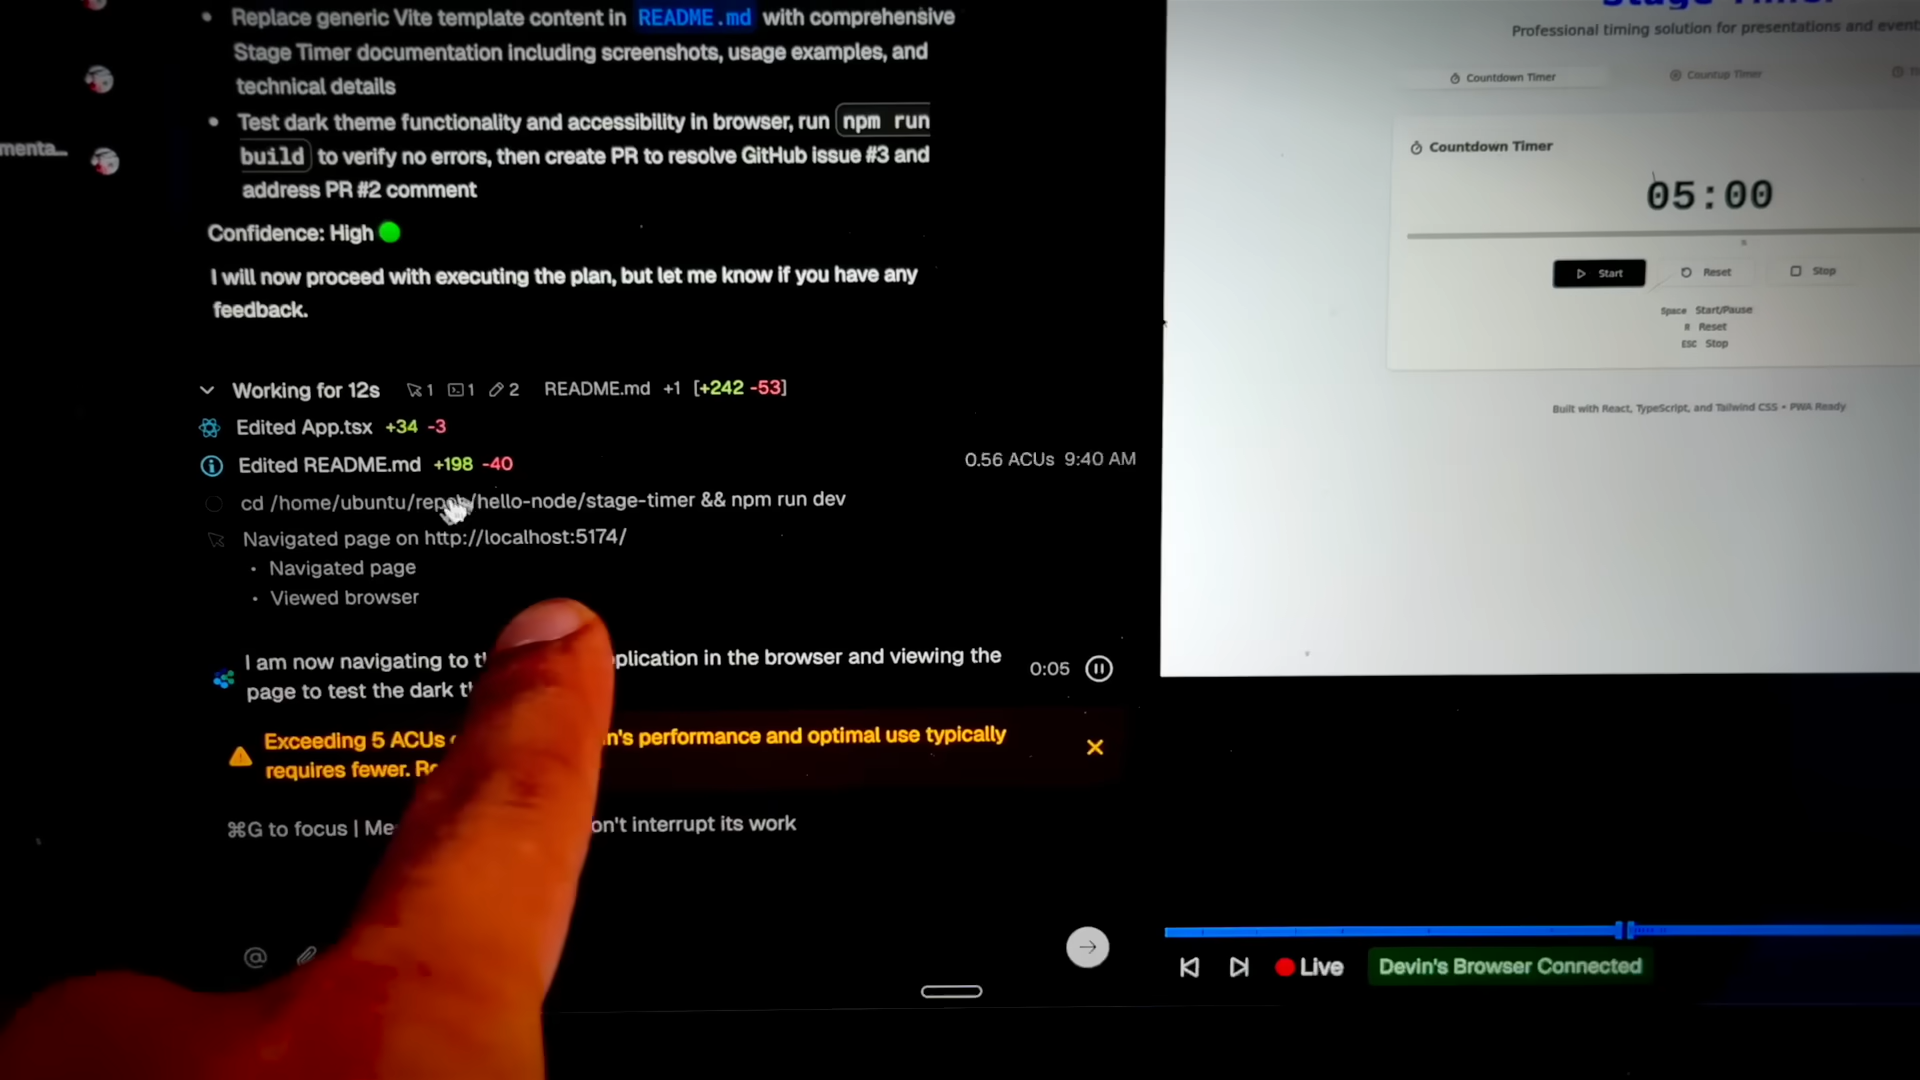 Replace generic Vite template content in README.md with comprehensive
Stage Timer documentation including screenshots, usage examples, and
technical details
Test dark theme functionality and accessibility in browser, run npm run
build to verify no errors, then create PR to resolve GitHub issue #3 and
address PR #2 comment
menta...
Confidence: High
I will now proceed with executing the plan, but let me know if you have any
feedback.
Working for 12s 1 1 2 README.md +1 [+242 -53]
Edited App.tsx +34 -3
Edited README.md +198 -40
0.56 ACUs 9:40 AM
cd /home/ubuntu/repos/hello-node/stage-timer && npm run dev
Navigated page on http://localhost:5174/
Navigated page
Viewed browser
I am now navigating to plication in the browser and viewing the
page to test the dark
0:05
Exceeding 5 ACUs n's performance and optimal use typically
requires fewer.
⌘G to focus | on't interrupt its work
@
Stage Timer
Professional timing solution for presentations and event
Countdown Timer Countup Timer
Countdown Timer
05:00
Start Reset Stop
Space Start/Pause
R Reset
ESC Stop
Built with React, TypeScript, and Tailwind CSS • PWA Ready
Live Devin's Browser Connected